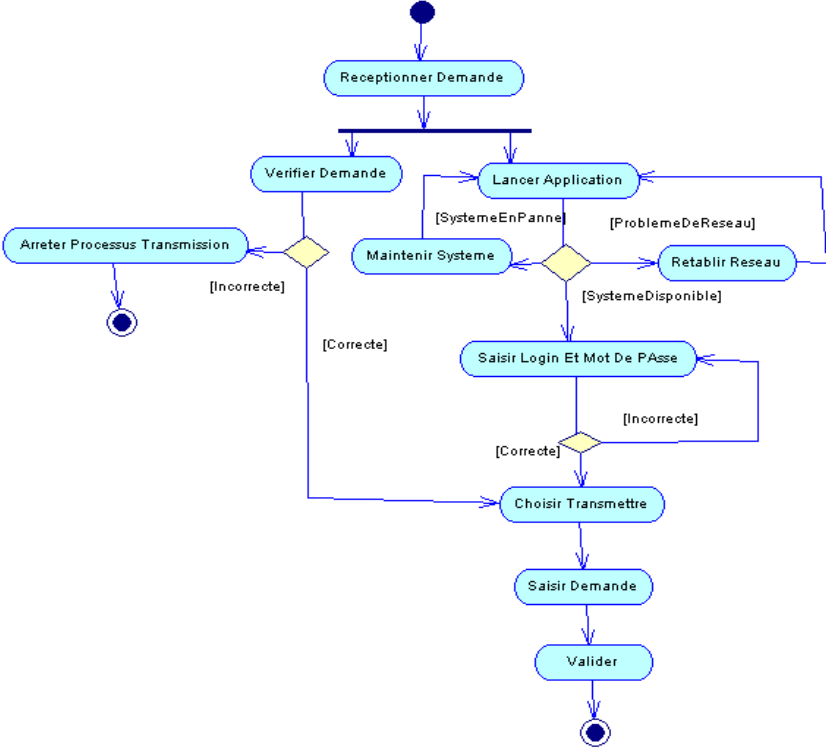 Receptionner Demande
Verifier Demande
Lancer Application
[SystemeEnPanne]
[ProblemeDeReseau]
Arreter Processus Transmission
Maintenir Systeme
Retablir Reseau
[Incorrecte]
[SystemeDisponible]
[Correcte]
Saisir Login Et Mot De PAsse
[Incorrecte]
[Correcte]
Choisir Transmettre
Saisir Demande
Valider